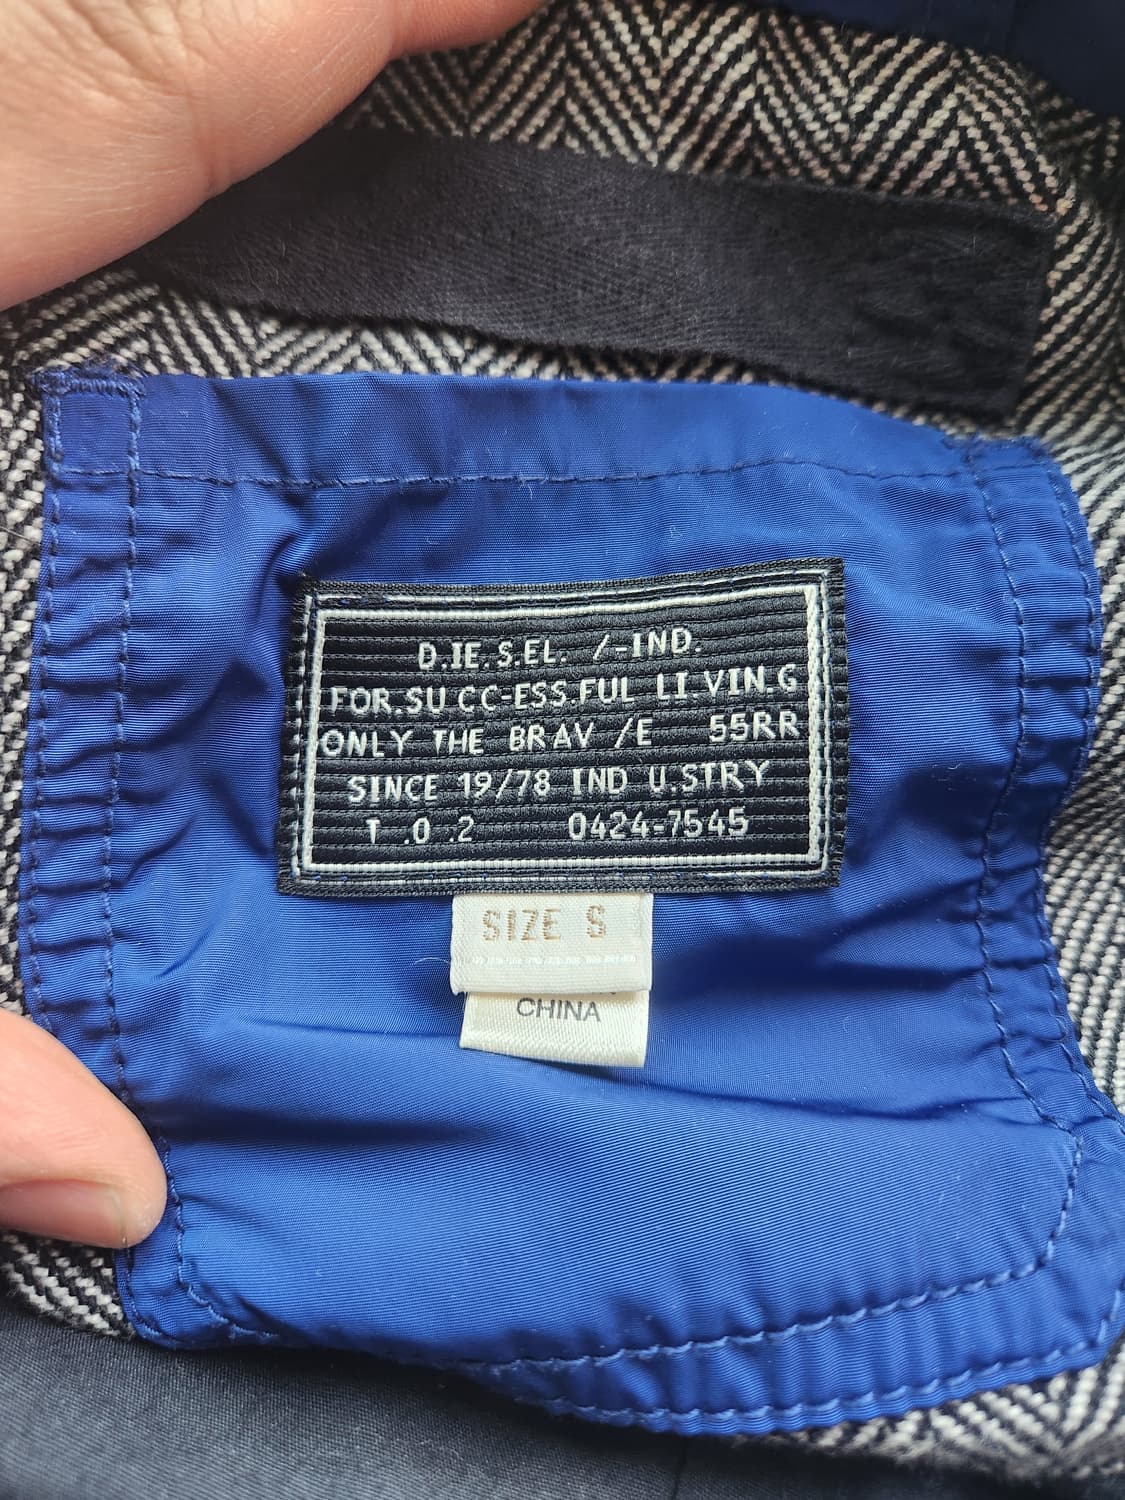 D.IE.S.EL. /-IND.
FOR.SU CC-ESS.FUL LI.VIN.G
ONLY THE BRAV /E 55RR
SINCE 19/78 IND U.STRY
T .0 .2 0424-7545
SIZE S
CHINA